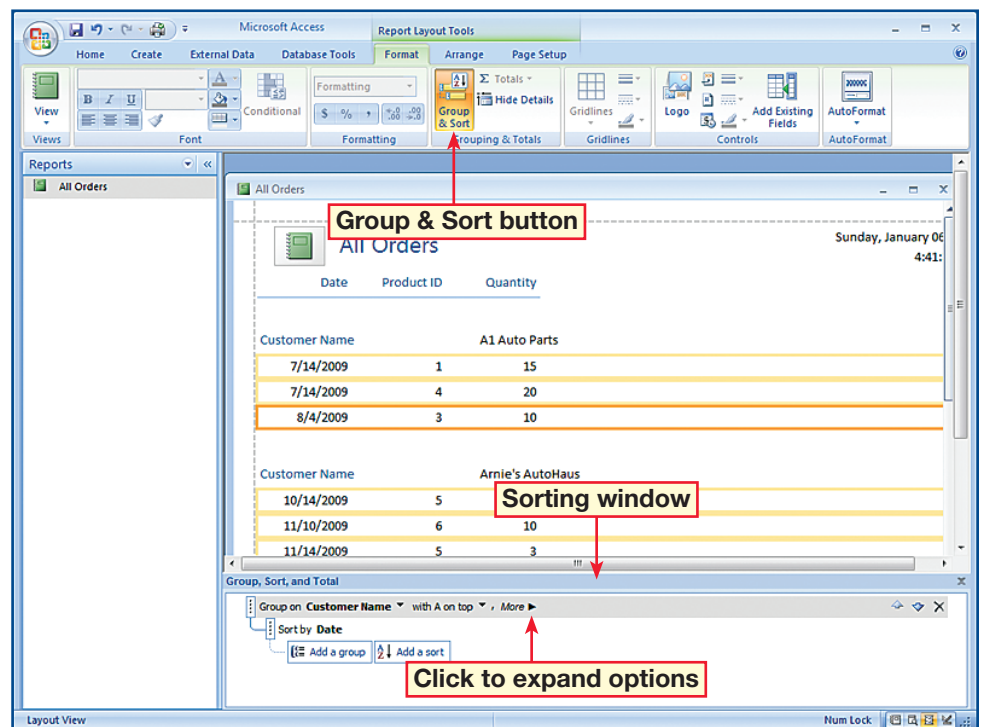 Microsoft Access Report Layout Tools
Home Create External Data Database Tools Format Arrange Page Setup
View
Views
B I U
A
Font
Conditional
Formatting
$ % , .0 .00 .00 .0
Formatting
Group & Sort
Σ Totals
Hide Details
Grouping & Totals
Gridlines
Gridlines
Logo
Add Existing Fields
Controls
XXXXX
AutoFormat
AutoFormat
Reports
All Orders
All Orders
Group & Sort button
All Orders
Sunday, January 06
4:41:
Date Product ID Quantity
Customer Name A1 Auto Parts
7/14/2009 1 15
7/14/2009 4 20
8/4/2009 3 10
Customer Name Arnie's AutoHaus
10/14/2009 5
Sorting window
11/10/2009 6 10
11/14/2009 5 3
Group, Sort, and Total
Group on Customer Name with A on top , More
Sort by Date
Add a group A Z Add a sort
Click to expand options
Layout View Num Lock